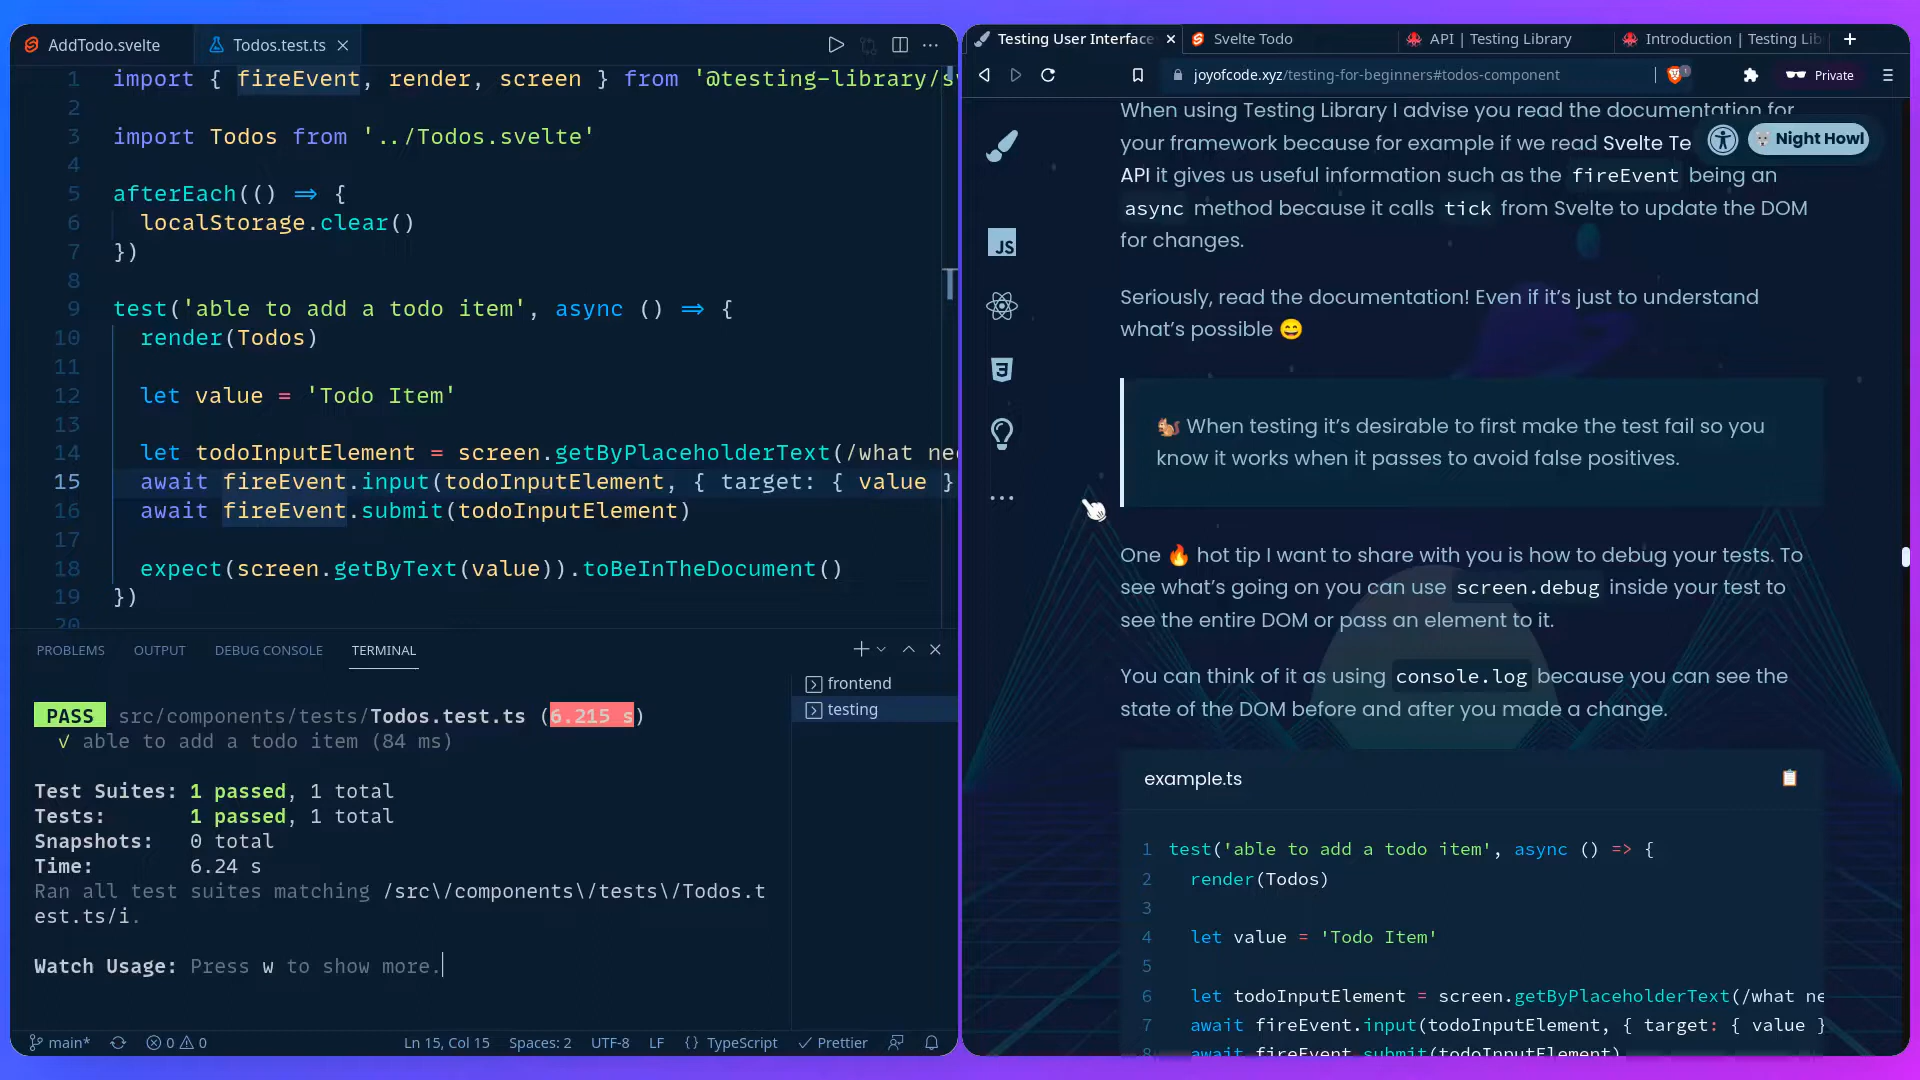 AddTodo.svelte
Todos.test.ts
1 import { fireEvent, render, screen } from '@testing-library/s
2
3 import Todos from '../Todos.svelte'
4
5 afterEach(() ⇒ {
6 localStorage.clear()
7 })
8
9 test('able to add a todo item', async () ⇒ {
10 render(Todos)
11
12 let value = 'Todo Item'
13
14 let todoInputElement = screen.getByPlaceholderText(/what ne
15 await fireEvent.input(todoInputElement, { target: { value }
16 await fireEvent.submit(todoInputElement)
17
18 expect(screen.getByText(value)).toBeInTheDocument()
19 })
20
PROBLEMS OUTPUT DEBUG CONSOLE TERMINAL
frontend
testing
PASS src/components/tests/Todos.test.ts (6.215 s)
✓ able to add a todo item (84 ms)
Test Suites: 1 passed, 1 total
Tests: 1 passed, 1 total
Snapshots: 0 total
Time: 6.24 s
Ran all test suites matching /src\/components\/tests\/Todos.t
est.ts/i.
Watch Usage: Press w to show more.
main* 0 0 Ln 15, Col 15 Spaces: 2 UTF-8 LF {} TypeScript Prettier
Testing User Interface Svelte Todo API | Testing Library Introduction | Testing Lib
joyofcode.xyz/testing-for-beginners#todos-component 1 Private
When using Testing Library I advise you read the documentation for
your framework because for example if we read Svelte Te
Night Howl
API it gives us useful information such as the fireEvent being an
async method because it calls tick from Svelte to update the DOM
for changes.
JS
Seriously, read the documentation! Even if it's just to understand
what's possible 😄
3
🐿️ When testing it's desirable to first make the test fail so you
know it works when it passes to avoid false positives.
One 🔥 hot tip I want to share with you is how to debug your tests. To
see what's going on you can use screen.debug inside your test to
see the entire DOM or pass an element to it.
You can think of it as using console.log because you can see the
state of the DOM before and after you made a change.
example.ts
1 test('able to add a todo item', async () => {
2 render(Todos)
3
4 let value = 'Todo Item'
5
6 let todoInputElement = screen.getByPlaceholderText(/what ne
7 await fireEvent.input(todoInputElement, { target: { value }
8 await fireEvent.submit(todoInputElement)